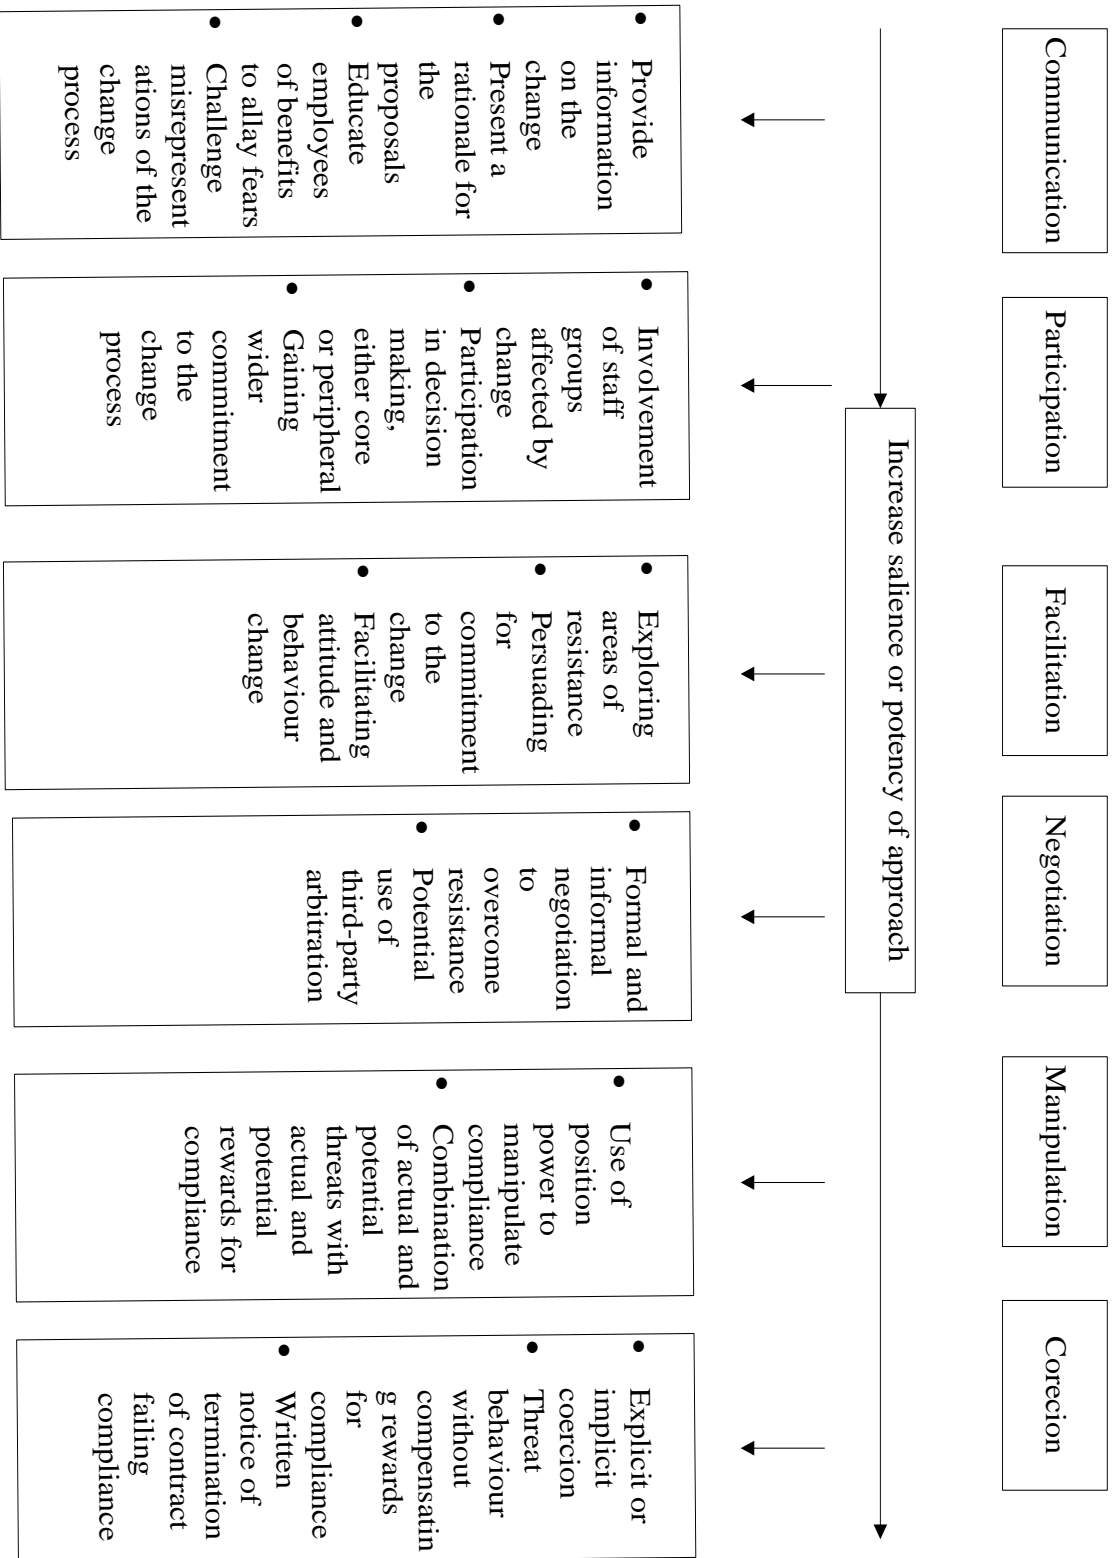 Communication
Participation
Facilitation
Negotiation
Manipulation
Corecion
Increase salience or potency of approach
• Provide
information
on the
change
• Present a
rationale for
the
proposals
• Educate
employees
of benefits
to allay fears
• Challenge
misrepresent
ations of the
change
process
• Involvement
of staff
groups
affected by
change
• Participation
in decision
making,
either core
or peripheral
• Gaining
wider
commitment
to the
change
process
• Exploring
areas of
resistance
• Persuading
for
commitment
to the
change
• Facilitating
attitude and
behaviour
change
• Formal and
informal
negotiation
to
overcome
resistance
• Potential
use of
third-party
arbitration
• Use of
position
power to
manipulate
compliance
• Combination
of actual and
potential
threats with
actual and
potential
rewards for
compliance
• Explicit or
implicit
coercion
• Threat
behaviour
without
compensatin
g rewards
for
compliance
• Written
notice of
termination
of contract
failing
compliance